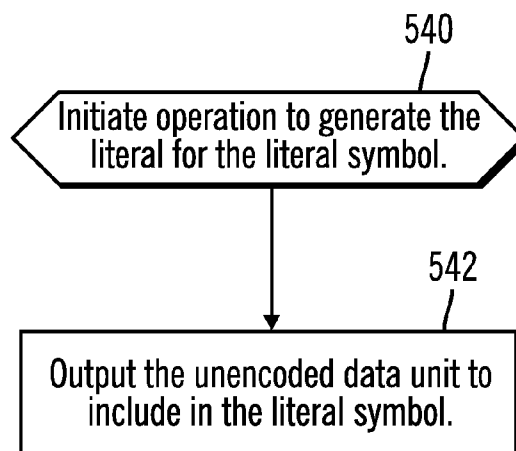 540
Initiate operation to generate the
literal for the literal symbol.
542
Output the unencoded data unit to
include in the literal symbol.